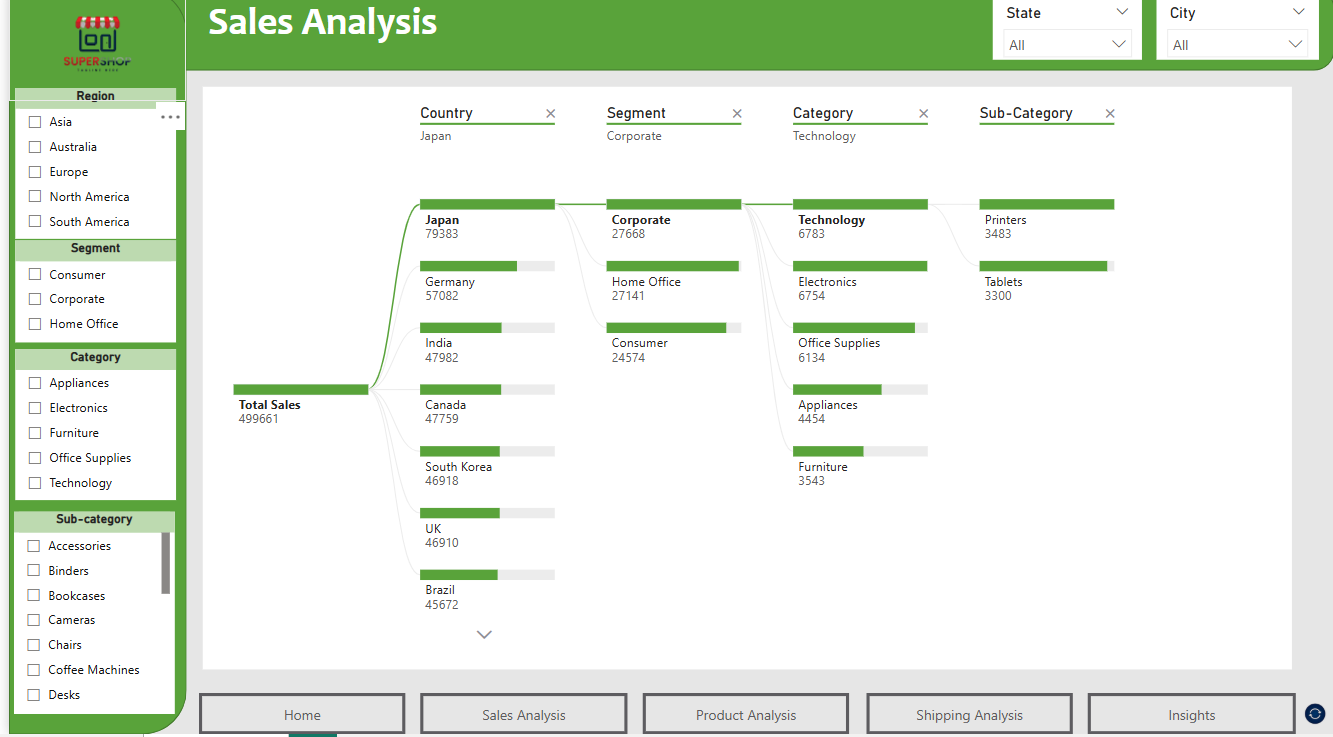 SUPERSHOP
Sales Analysis
State
All
City
All
Region
Asia
Australia
Europe
North America
South America
Segment
Consumer
Corporate
Home Office
Category
Appliances
Electronics
Furniture
Office Supplies
Technology
Sub-category
Accessories
Binders
Bookcases
Cameras
Chairs
Coffee Machines
Desks
Country
Japan
Segment
Corporate
Category
Technology
Sub-Category
Total Sales
499661
Japan
79383
Germany
57082
India
47982
Canada
47759
South Korea
46918
UK
46910
Brazil
45672
Corporate
27668
Home Office
27141
Consumer
24574
Technology
6783
Electronics
6754
Office Supplies
6134
Appliances
4454
Furniture
3543
Printers
3483
Tablets
3300
Home
Sales Analysis
Product Analysis
Shipping Analysis
Insights